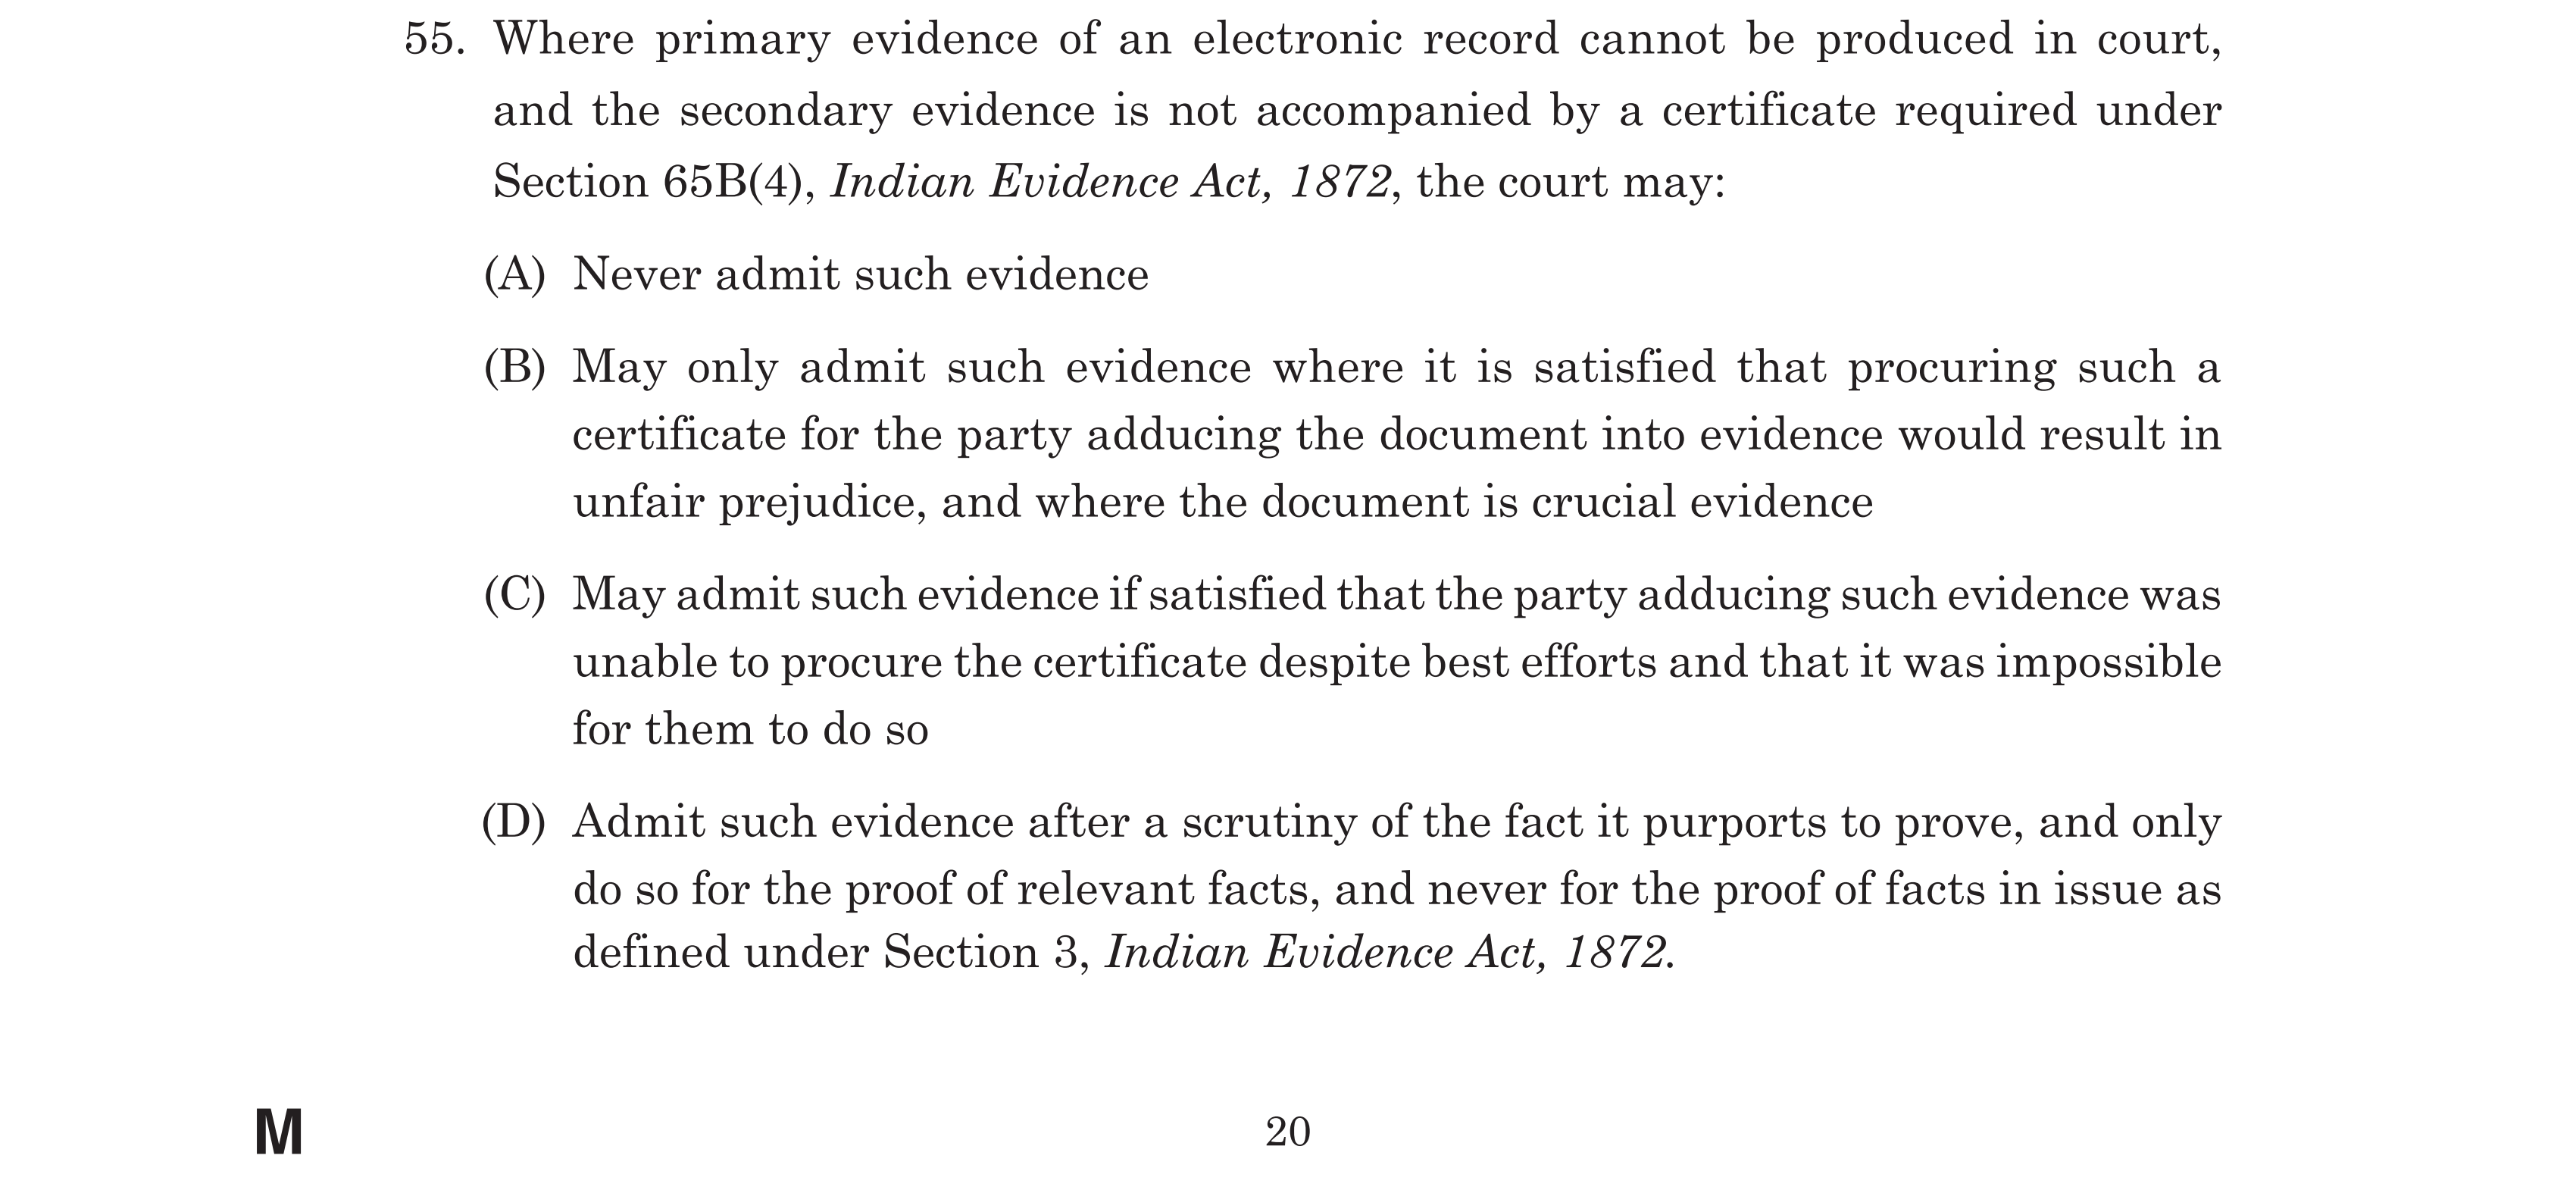 55. Where primary evidence of an electronic record cannot be produced in court,
and the secondary evidence is not accompanied by a certificate required under
Section 65B(4), Indian Evidence Act, 1872, the court may:
(A) Never admit such evidence
(B) May only admit such evidence where it is satisfied that procuring such a
certificate for the party adducing the document into evidence would result in
unfair prejudice, and where the document is crucial evidence
(C) May admit such evidence if satisfied that the party adducing such evidence was
unable to procure the certificate despite best efforts and that it was impossible
for them to do so
(D) Admit such evidence after a scrutiny of the fact it purports to prove, and only
do so for the proof of relevant facts, and never for the proof of facts in issue as
defined under Section 3, Indian Evidence Act, 1872.
M 20